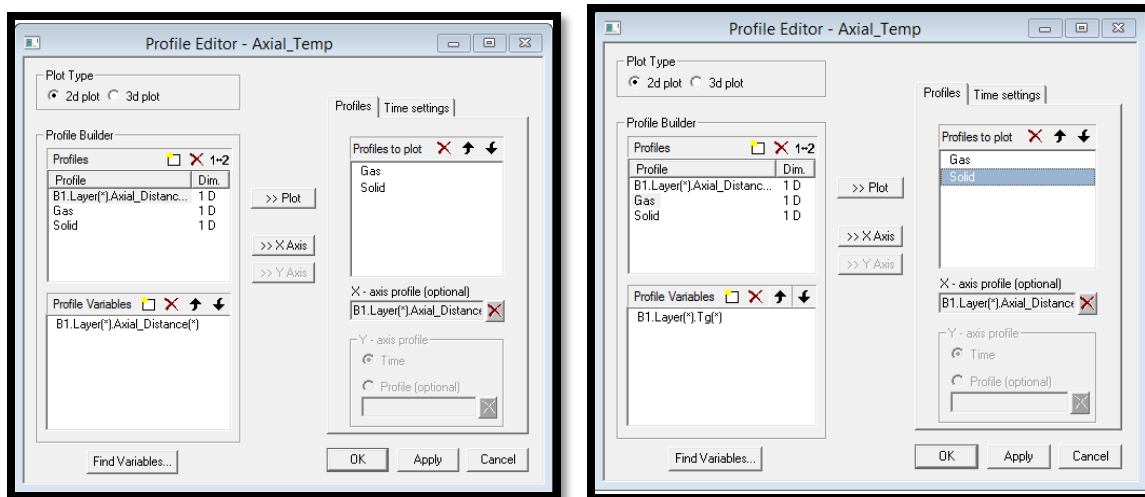 Profile Editor - Axial_Temp
Plot Type
2d plot 3d plot
Profile Builder
Profiles 1↔2
Profile Dim.
B1.Layer(*).Axial_Distanc... 1 D
Gas 1 D
Solid 1 D
Profile Variables
B1.Layer(*).Axial_Distance(*)
Find Variables...
>> Plot
>> X Axis
>> Y Axis
Profiles Time settings
Profiles to plot
Gas
Solid
X - axis profile (optional)
B1.Layer(*).Axial_Distance
Y - axis profile
Time
Profile (optional)
OK Apply Cancel
Profile Editor - Axial_Temp
Plot Type
2d plot 3d plot
Profile Builder
Profiles 1↔2
Profile Dim.
B1.Layer(*).Axial_Distanc... 1 D
Gas 1 D
Solid 1 D
Profile Variables
B1.Layer(*).Tg(*)
Find Variables...
>> Plot
>> X Axis
>> Y Axis
Profiles Time settings
Profiles to plot
Gas
Solid
X - axis profile (optional)
B1.Layer(*).Axial_Distance
Y - axis profile
Time
Profile (optional)
OK Apply Cancel